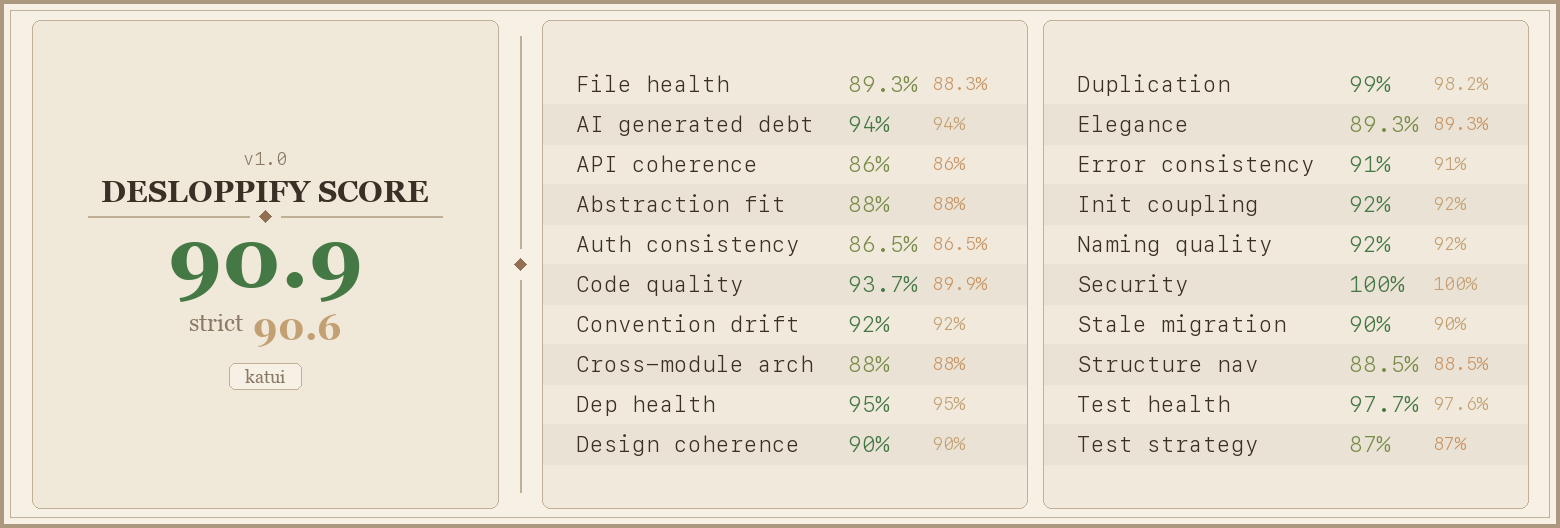 v1.0
DESLOPPIFY SCORE
90.9
strict 90.6
katui
File health 89.3% 88.3%
AI generated debt 94% 94%
API coherence 86% 86%
Abstraction fit 88% 88%
Auth consistency 86.5% 86.5%
Code quality 93.7% 89.9%
Convention drift 92% 92%
Cross—module arch 88% 88%
Dep health 95% 95%
Design coherence 90% 90%
Duplication 99% 98.2%
Elegance 89.3% 89.3%
Error consistency 91% 91%
Init coupling 92% 92%
Naming quality 92% 92%
Security 100% 100%
Stale migration 90% 90%
Structure nav 88.5% 88.5%
Test health 97.7% 97.6%
Test strategy 87% 87%